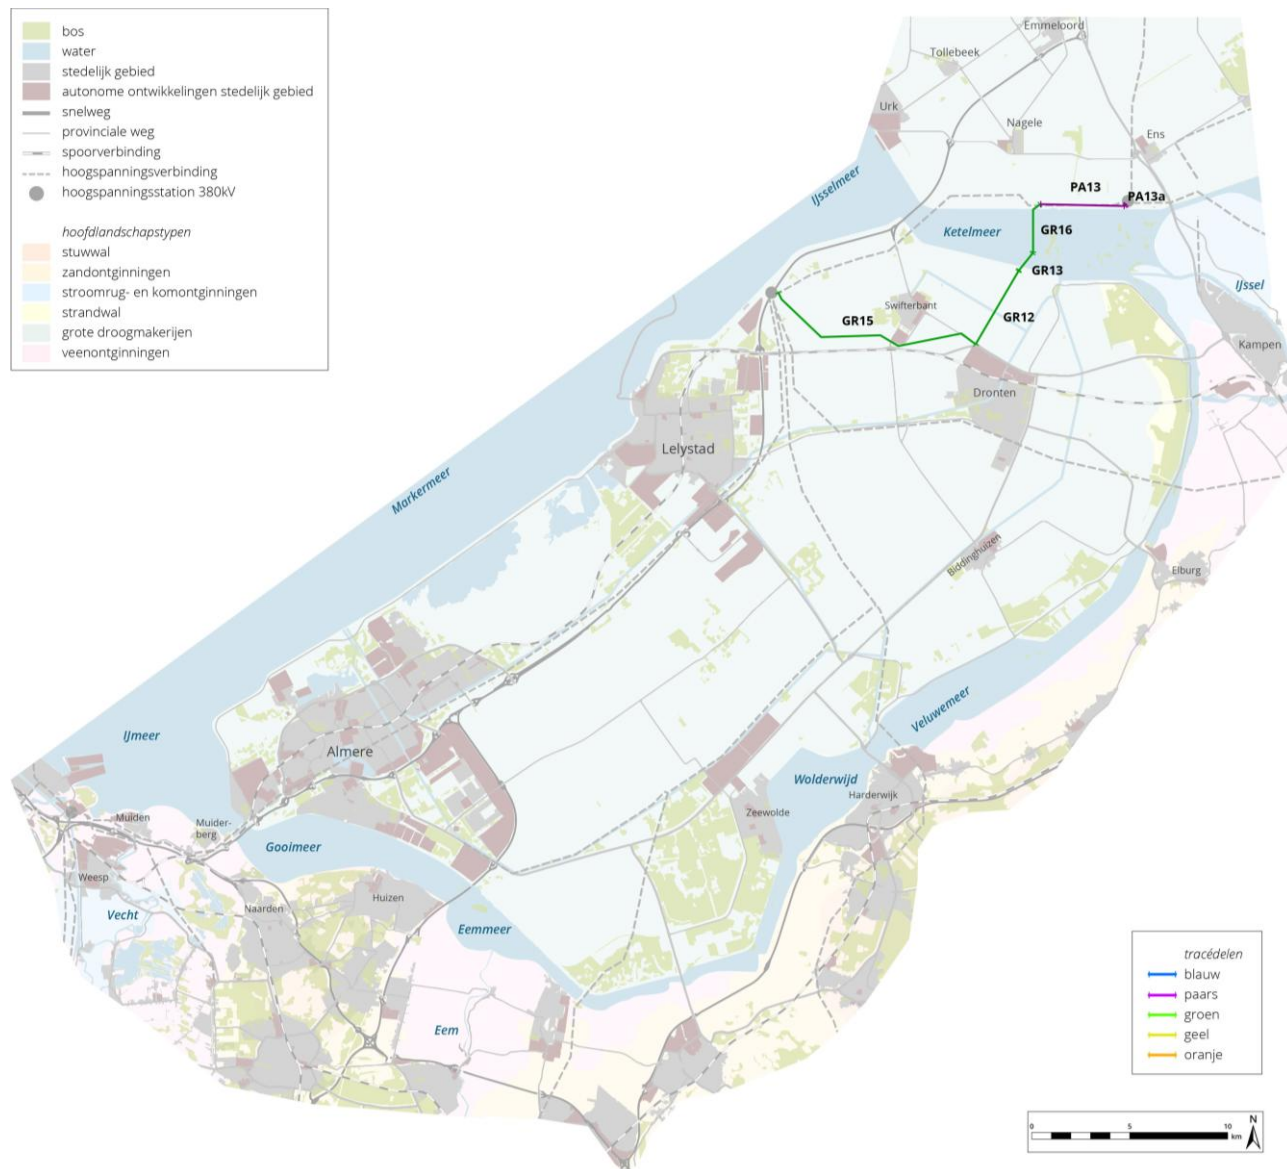 bos
water
stedelijk gebied
autonome ontwikkelingen stedelijk gebied
snelweg
provinciale weg
spoorverbinding
hoogspanningsverbinding
hoogspanningsstation 380kV
hoofdlandschapstypen
stuwwal
zandontginningen
stroomrug- en komontginningen
strandwal
grote droogmakerijen
veenontginningen
Emmeloord
Tollebeek
Urk
Nagele
Ens
IJsselmeer
PA13
PA13a
Ketelmeer
GR16
GR13
IJssel
Swifterbant
GR15
GR12
Kampen
Dronten
Lelystad
Markermeer
Biddinghuizen
Elburg
Veluwemeer
IJmeer
Almere
Wolderwijd
Harderwijk
Zeewolde
Muiden
Muider-
berg
Gooimeer
Weesp
Huizen
Naarden
Vecht
Eemmeer
Eem
tracédelen
blauw
paars
groen
geel
oranje
N
0 5 10
km